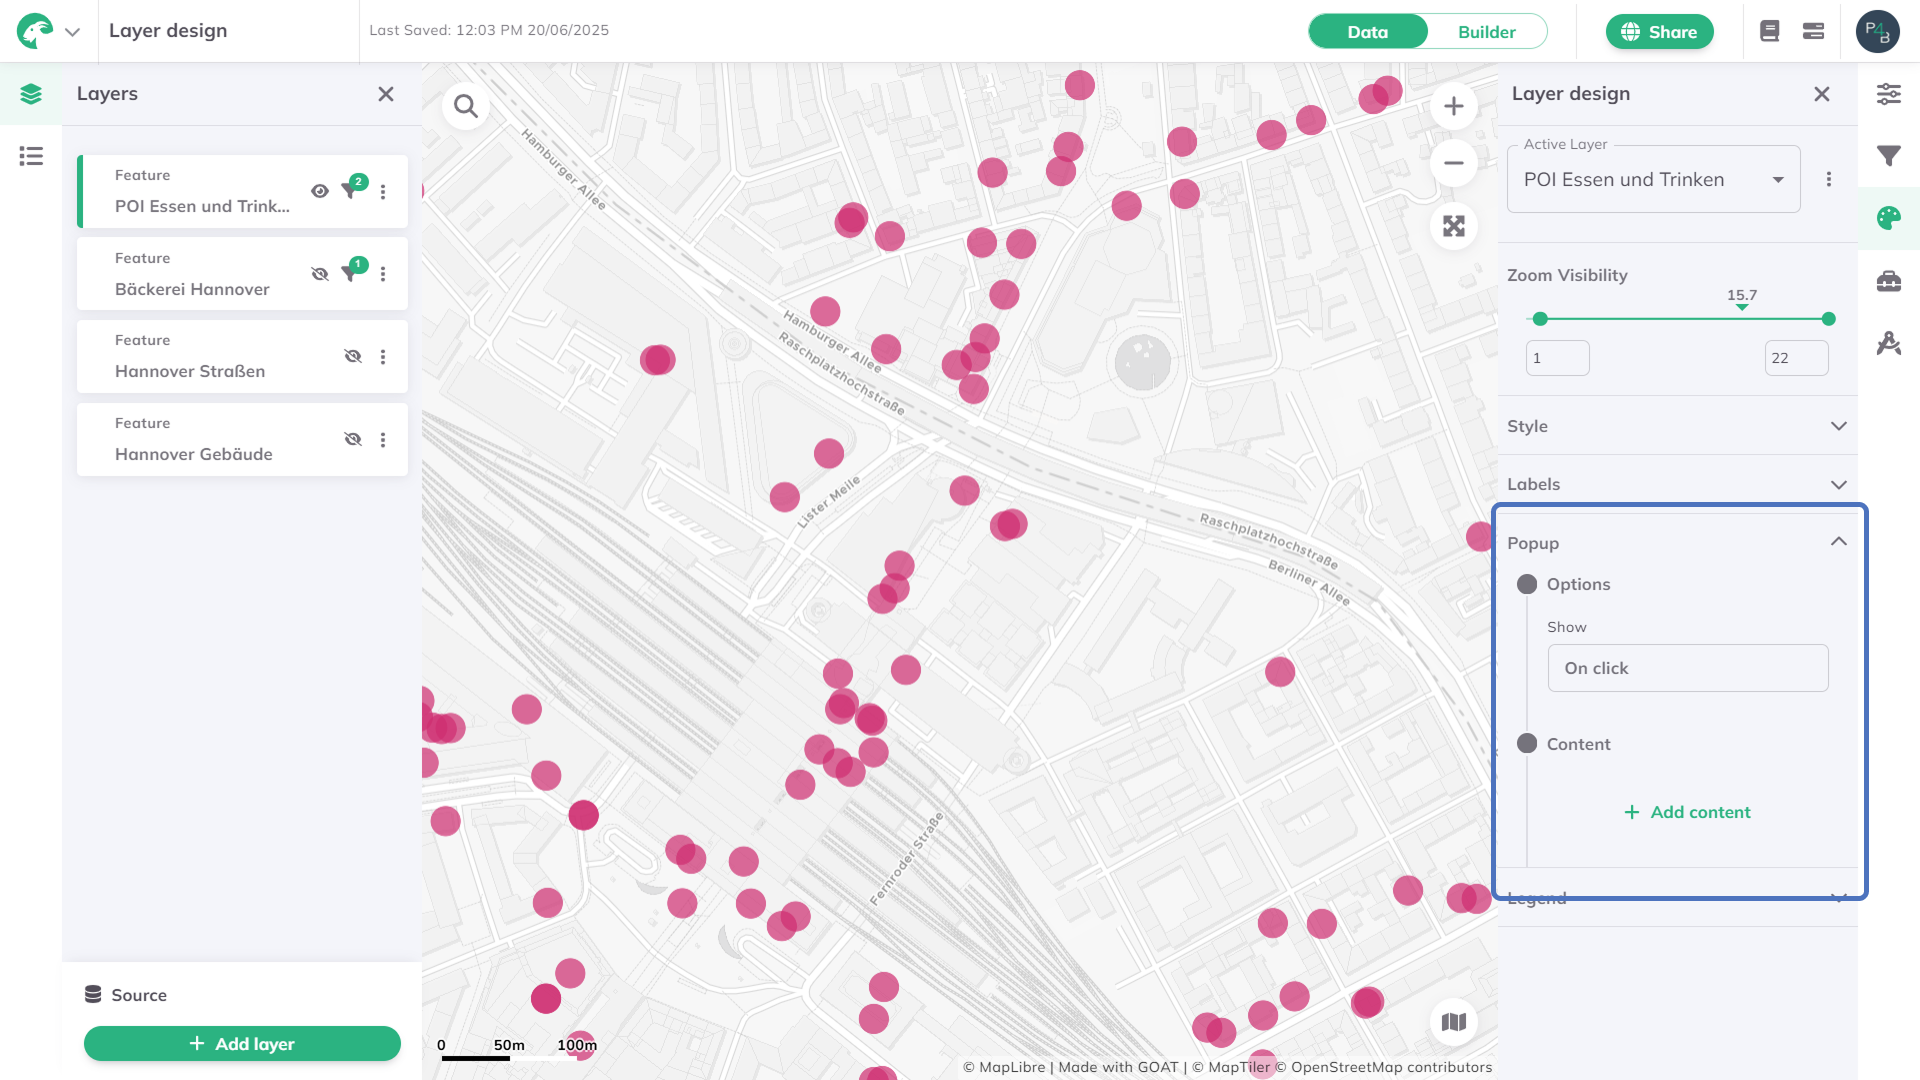 Layer design
Last Saved: 12:03 PM 20/06/2025
Data
Builder
Share
P4B
Layers
Feature
POI Essen und Trink...
2
Feature
Bäckerei Hannover
1
Feature
Hannover Straßen
Feature
Hannover Gebäude
Source
Add layer
Hamburger Allee
Hamburger Allee
Raschplatzhochstraße
Lister Meile
Raschplatzhochstraße
Berliner Allee
Fernroder Straße
0 50m 100m
© MapLibre | Made with GOAT | © MapTiler © OpenStreetMap contributors
Layer design
Active Layer
POI Essen und Trinken
Zoom Visibility
15.7
1
22
Style
Labels
Popup
Options
Show
On click
Content
Add content
Legend